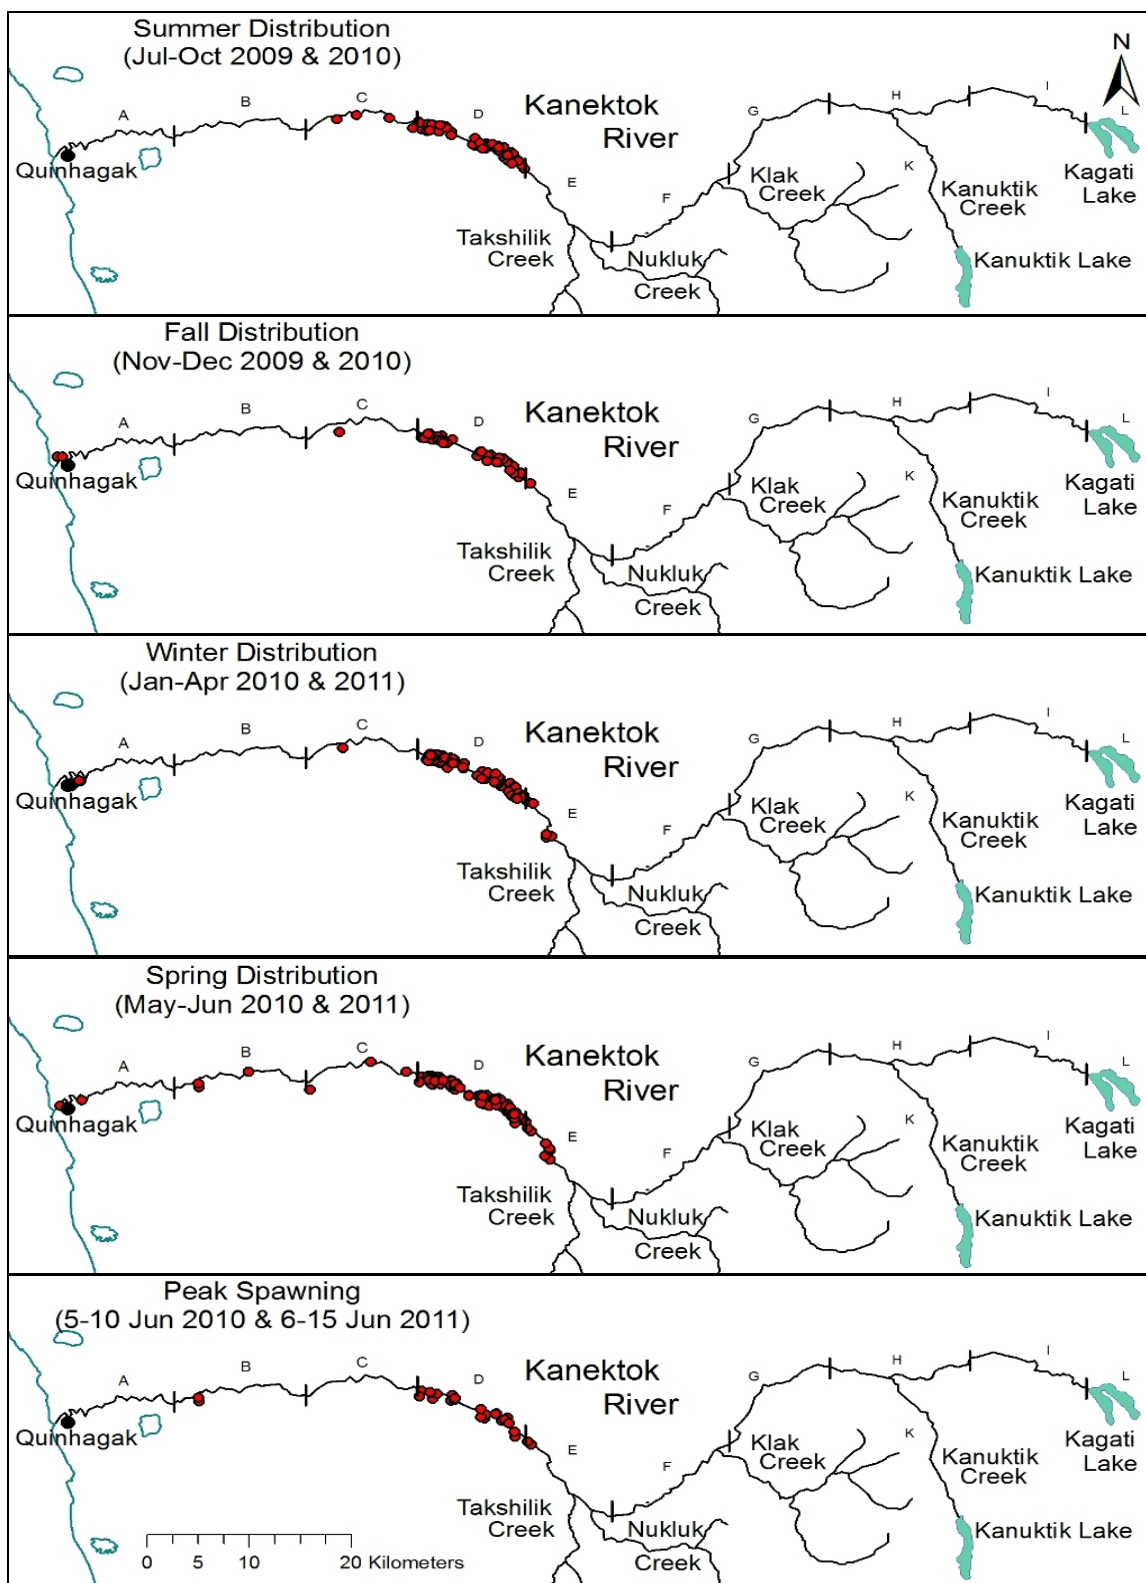 Summer Distribution
(Jul-Oct 2009 & 2010)
N
A
B
C
D
Kanektok
River
G
H
I
L
Quinhagak
E
F
Klak
Creek
K
Kanuktik
Creek
Kagati
Lake
Takshilik
Creek
Nukluk
Creek
Kanuktik Lake
Fall Distribution
(Nov-Dec 2009 & 2010)
A
B
C
D
Kanektok
River
G
H
I
L
Quinhagak
E
F
Klak
Creek
K
Kanuktik
Creek
Kagati
Lake
Takshilik
Creek
Nukluk
Creek
Kanuktik Lake
Winter Distribution
(Jan-Apr 2010 & 2011)
A
B
C
D
Kanektok
River
G
H
I
L
Quinhagak
E
F
Klak
Creek
K
Kanuktik
Creek
Kagati
Lake
Takshilik
Creek
Nukluk
Creek
Kanuktik Lake
Spring Distribution
(May-Jun 2010 & 2011)
A
B
C
D
Kanektok
River
G
H
I
L
Quinhagak
E
F
Klak
Creek
K
Kanuktik
Creek
Kagati
Lake
Takshilik
Creek
Nukluk
Creek
Kanuktik Lake
Peak Spawning
(5-10 Jun 2010 & 6-15 Jun 2011)
A
B
C
D
Kanektok
River
G
H
I
L
Quinhagak
E
F
Klak
Creek
K
Kanuktik
Creek
Kagati
Lake
Takshilik
Creek
Nukluk
Creek
Kanuktik Lake
0 5 10 20 Kilometers